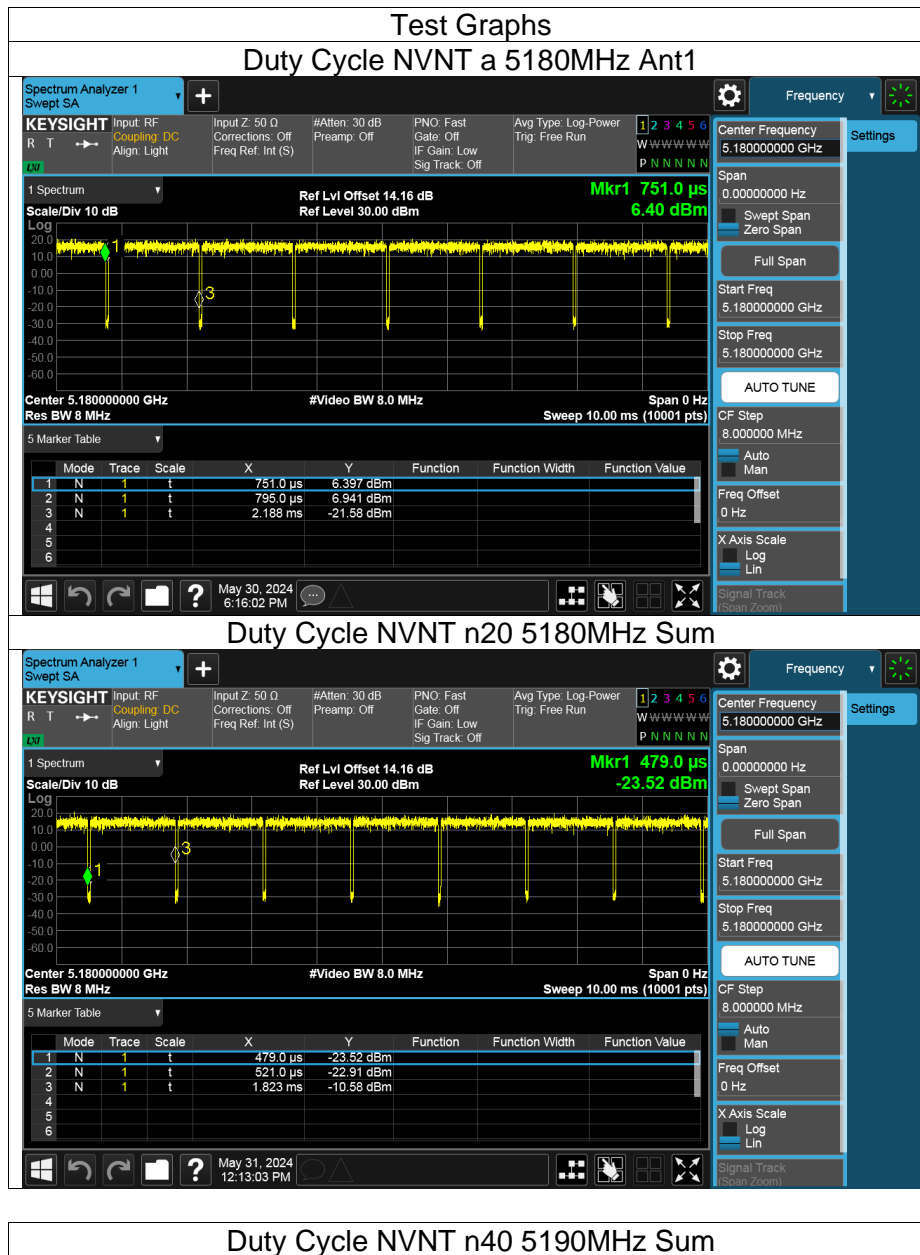 Test Graphs
Duty Cycle NVNT a 5180MHz Ant1
Spectrum Analyzer 1
Swept SA
+
Frequency
KEYSIGHT
R T
LXI
Input: RF
Coupling: DC
Align: Light
Input Z: 50 Ω
Corrections: Off
Freq Ref: Int (S)
#Atten: 30 dB
Preamp: Off
PNO: Fast
Gate: Off
IF Gain: Low
Sig Track: Off
Avg Type: Log-Power
Trig: Free Run
1 2 3 4 5 6
W W W W W W
P N N N N N
1 Spectrum
Scale/Div 10 dB
Ref Lvl Offset 14.16 dB
Ref Level 30.00 dBm
Mkr1 751.0 µs
6.40 dBm
Log
20.0
10.0
0.00
-10.0
-20.0
-30.0
-40.0
-50.0
-60.0
1
3
Center 5.180000000 GHz
#Video BW 8.0 MHz
Span 0 Hz
Res BW 8 MHz
Sweep 10.00 ms (10001 pts)
5 Marker Table
Mode Trace Scale X Y Function Function Width Function Value
1 N 1 t 751.0 µs 6.397 dBm
2 N 1 t 795.0 µs 6.941 dBm
3 N 1 t 2.188 ms -21.58 dBm
4
5
6
?
May 30, 2024
6:16:02 PM
Center Frequency
5.180000000 GHz
Settings
Span
0.00000000 Hz
Swept Span
Zero Span
Full Span
Start Freq
5.180000000 GHz
Stop Freq
5.180000000 GHz
AUTO TUNE
CF Step
8.000000 MHz
Auto
Man
Freq Offset
0 Hz
X Axis Scale
Log
Lin
Signal Track
(Span Zoom)
Duty Cycle NVNT n20 5180MHz Sum
Spectrum Analyzer 1
Swept SA
+
Frequency
KEYSIGHT
R T
LXI
Input: RF
Coupling: DC
Align: Light
Input Z: 50 Ω
Corrections: Off
Freq Ref: Int (S)
#Atten: 30 dB
Preamp: Off
PNO: Fast
Gate: Off
IF Gain: Low
Sig Track: Off
Avg Type: Log-Power
Trig: Free Run
1 2 3 4 5 6
W W W W W W
P N N N N N
1 Spectrum
Scale/Div 10 dB
Ref Lvl Offset 14.16 dB
Ref Level 30.00 dBm
Mkr1 479.0 µs
-23.52 dBm
Log
20.0
10.0
0.00
-10.0
-20.0
-30.0
-40.0
-50.0
-60.0
1
3
Center 5.180000000 GHz
#Video BW 8.0 MHz
Span 0 Hz
Res BW 8 MHz
Sweep 10.00 ms (10001 pts)
5 Marker Table
Mode Trace Scale X Y Function Function Width Function Value
1 N 1 t 479.0 µs -23.52 dBm
2 N 1 t 521.0 µs -22.91 dBm
3 N 1 t 1.823 ms -10.58 dBm
4
5
6
?
May 31, 2024
12:13:03 PM
Center Frequency
5.180000000 GHz
Settings
Span
0.00000000 Hz
Swept Span
Zero Span
Full Span
Start Freq
5.180000000 GHz
Stop Freq
5.180000000 GHz
AUTO TUNE
CF Step
8.000000 MHz
Auto
Man
Freq Offset
0 Hz
X Axis Scale
Log
Lin
Signal Track
(Span Zoom)
Duty Cycle NVNT n40 5190MHz Sum